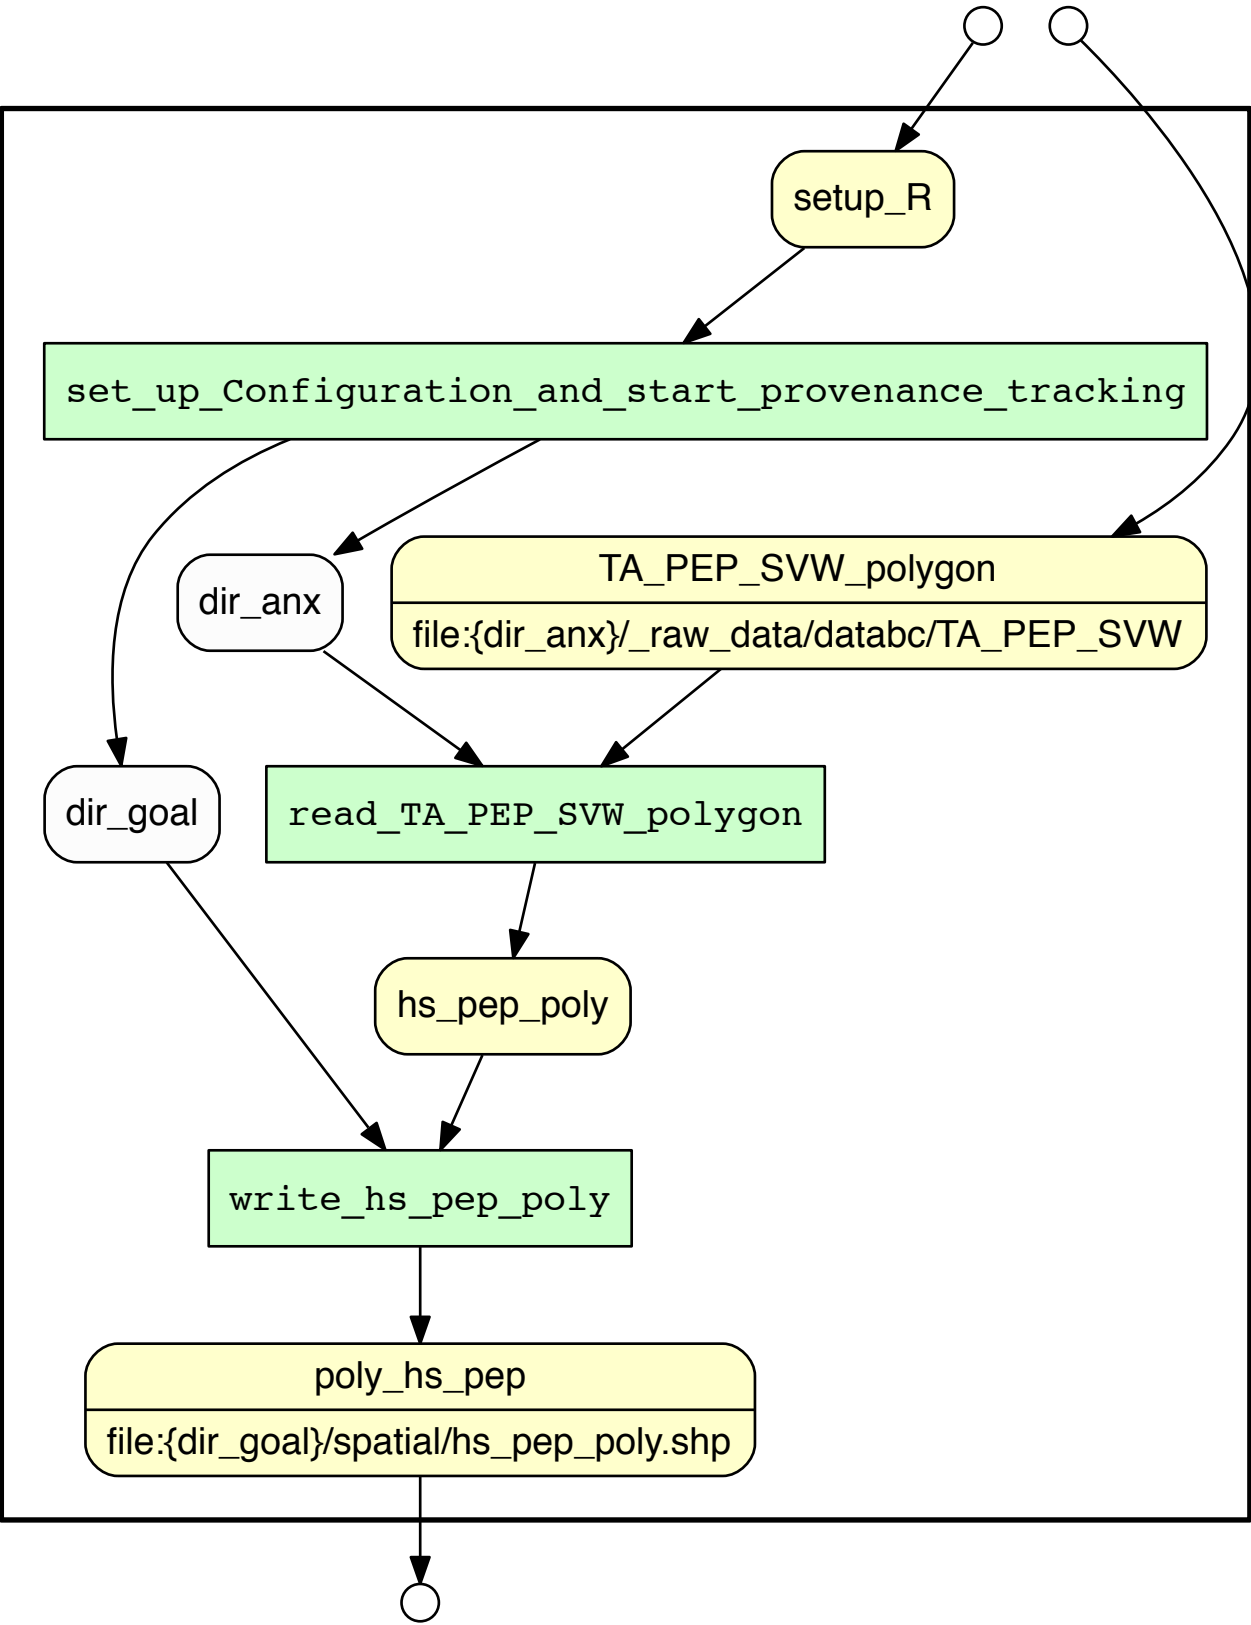 setup_R
set_up_Configuration_and_start_provenance_tracking
TA_PEP_SVW_polygon
file:{dir_anx}/_raw_data/databc/TA_PEP_SVW
dir_anx
dir_goal
read_TA_PEP_SVW_polygon
hs_pep_poly
write_hs_pep_poly
poly_hs_pep
file:{dir_goal}/spatial/hs_pep_poly.shp